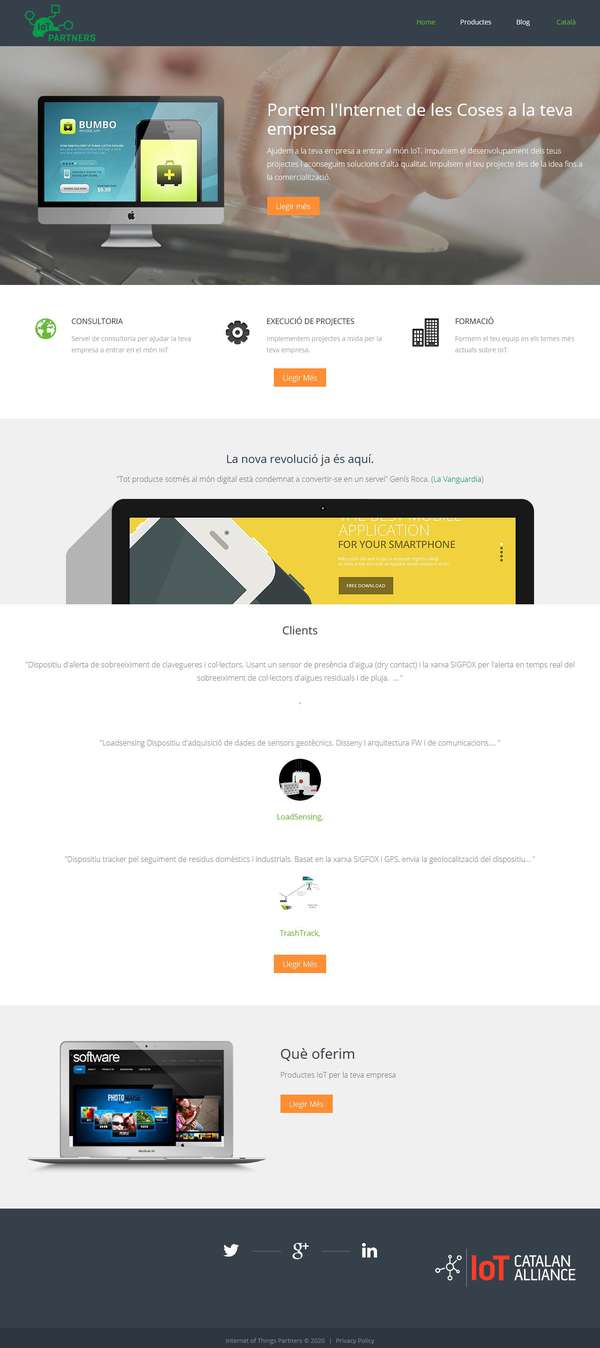 IoT
PARTNERS
Home
Productes
Blog
Català
BUMBO
Portem l'Internet de les Coses a la teva
empresa
Ajudem a la teva empresa a entrar al món IoT. Impulsem el desenvolupament dels teus
projectes i aconseguim solucions d'alta qualitat. Impulsem el teu projecte des de la idea fins a
la comercialització.
Llegir més
CONSULTORIA
Servei de consultoria per ajudar la teva
empresa a entrar en el món IoT
EXECUCIÓ DE PROJECTES
Implementem projectes a mida per la
teva empresa.
FORMACIÓ
Formem el teu equip en els temes més
actuals sobre IoT
Llegir Més
La nova revolució ja és aquí.
"Tot producte sotmés al món digital està condemnat a convertir-se en un servei" Genís Roca. (La Vanguardia)
THE BEST MOBILE
APPLICATION
FOR YOUR SMARTPHONE
FREE DOWNLOAD
Clients
"Dispositiu d'alerta de sobreeiximent de clavegueres i col·lectors. Usant un sensor de presència d'aigua (dry contact) i la xarxa SIGFOX per l'alerta en temps real del
sobreeiximent de col·lectors d'aigües residuals i de pluja. ... "
"Loadsensing Dispositiu d'adquisició de dades de sensors geotècnics. Disseny i arquitectura FW i de comunicacions.... "
LoadSensing,
"Dispositiu tracker pel seguiment de residus domèstics i industrials. Basat en la xarxa SIGFOX i GPS, envia la geolocalització del dispositiu... "
TrashTrack,
Llegir Més
software
PHOTO
Què oferim
Productes IoT per la teva empresa
Llegir Més
g+
in
IoT CATALAN
ALLIANCE
Internet of Things Partners © 2020 | Privacy Policy